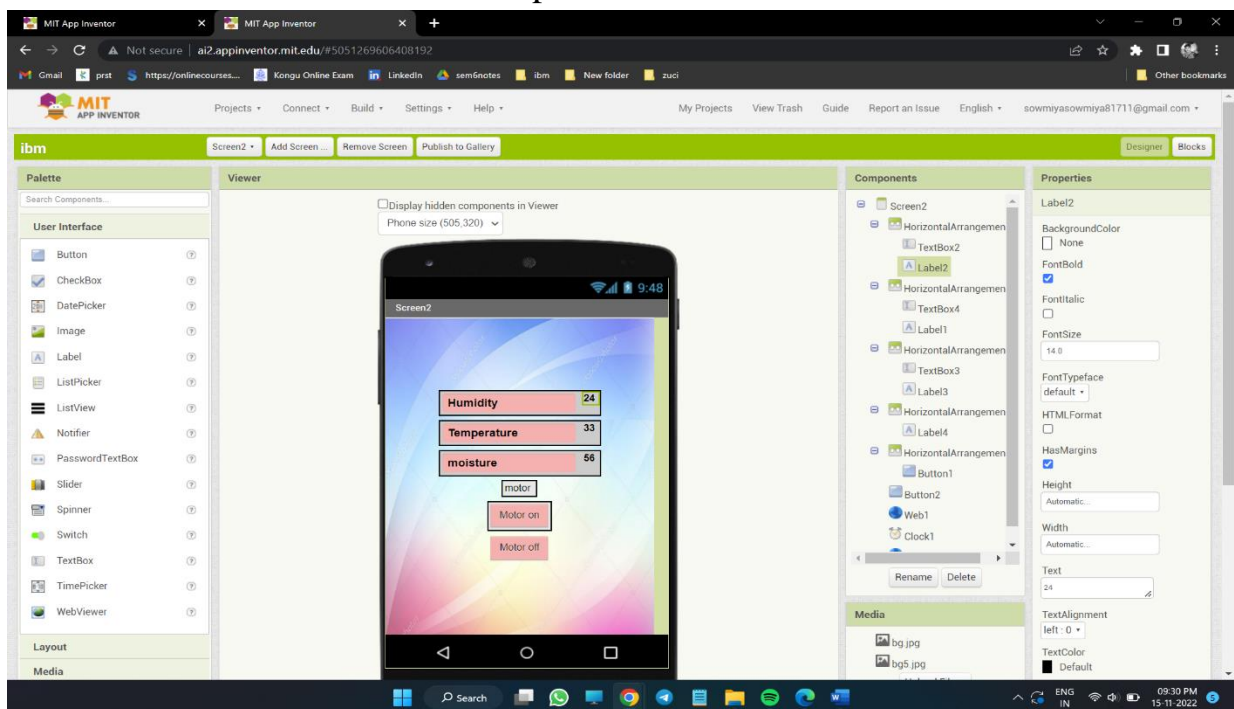 MIT App Inventor
MIT App Inventor
Not secure ai2.appinventor.mit.edu/#5051269606408192
Gmail prst https://onlinecourses.... Kongu Online Exam LinkedIn sem6notes ibm New folder zuci Other bookmarks
MIT APP INVENTOR
Projects Connect Build Settings Help My Projects View Trash Guide Report an Issue English sowmiyasowmiya81711@gmail.com
ibm Screen2 Add Screen ... Remove Screen Publish to Gallery Designer Blocks
Palette
Search Components...
User Interface
Button
CheckBox
DatePicker
Image
Label
ListPicker
ListView
Notifier
PasswordTextBox
Slider
Spinner
Switch
TextBox
TimePicker
WebViewer
Layout
Media
Viewer
Display hidden components in Viewer
Phone size (505,320)
9:48
Screen2
Humidity 24
Temperature 33
moisture 56
motor
Motor on
Motor off
Components
Screen2
HorizontalArrangemen
TextBox2
Label2
HorizontalArrangemen
TextBox4
Label1
HorizontalArrangemen
TextBox3
Label3
HorizontalArrangemen
Label4
HorizontalArrangemen
Button1
Button2
Web1
Clock1
Rename Delete
Media
bg.jpg
bg5.jpg
Properties
Label2
BackgroundColor
None
FontBold
FontItalic
FontSize
14.0
FontTypeface
default
HTMLFormat
HasMargins
Height
Automatic...
Width
Automatic...
Text
24
TextAlignment
left : 0
TextColor
Default
Search
ENG
IN
09:30 PM
15-11-2022